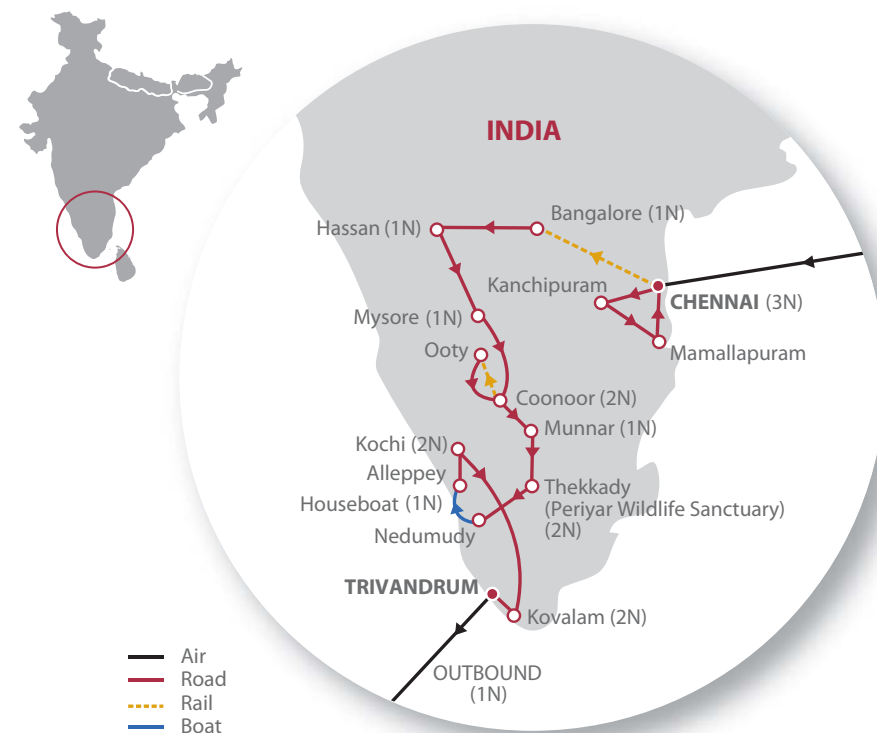 INDIA
Bangalore (1N)
Hassan (1N)
Kanchipuram
CHENNAI (3N)
Mysore (1N)
Mamallapuram
Ooty
Coonoor (2N)
Munnar (1N)
Kochi (2N)
Alleppey
Thekkady
(Periyar Wildlife Sanctuary)
(2N)
Houseboat (1N)
Nedumudy
TRIVANDRUM
Kovalam (2N)
OUTBOUND
(1N)
Air
Road
Rail
Boat